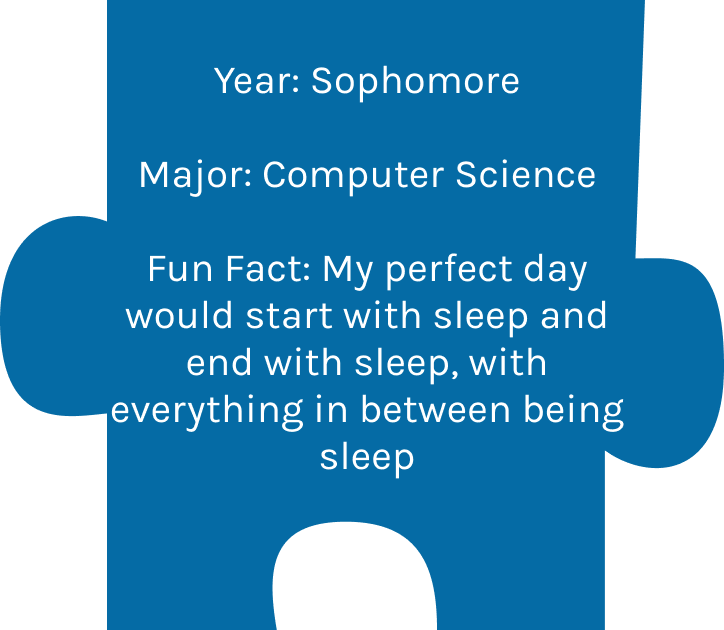 Year: Sophomore
Major: Computer Science
Fun Fact: My perfect day
would start with sleep and
end with sleep, with
everything in between being
sleep